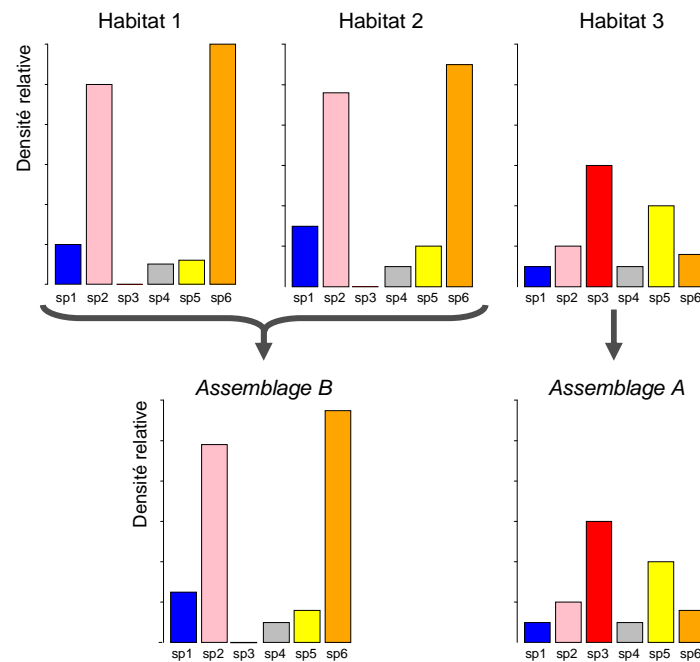 Habitat 1
Habitat 2
Habitat 3
Densité relative
sp1 sp2 sp3 sp4 sp5 sp6
sp1 sp2 sp3 sp4 sp5 sp6
sp1 sp2 sp3 sp4 sp5 sp6
Assemblage B
Assemblage A
Densité relative
sp1 sp2 sp3 sp4 sp5 sp6
sp1 sp2 sp3 sp4 sp5 sp6